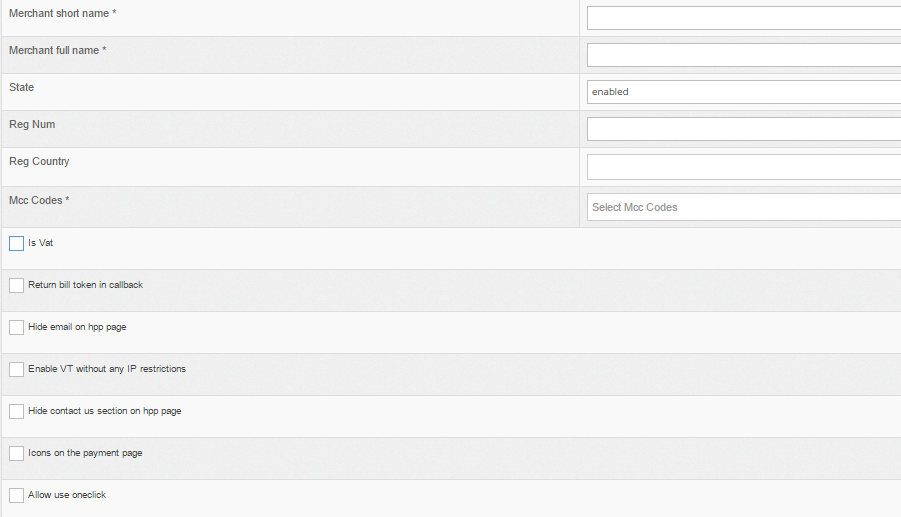 Merchant short name *
Merchant full name *
State
enabled
Reg Num
Reg Country
Mcc Codes *
Select Mcc Codes
Is Vat
Return bill token in callback
Hide email on hpp page
Enable VT without any IP restrictions
Hide contact us section on hpp page
Icons on the payment page
Allow use oneclick